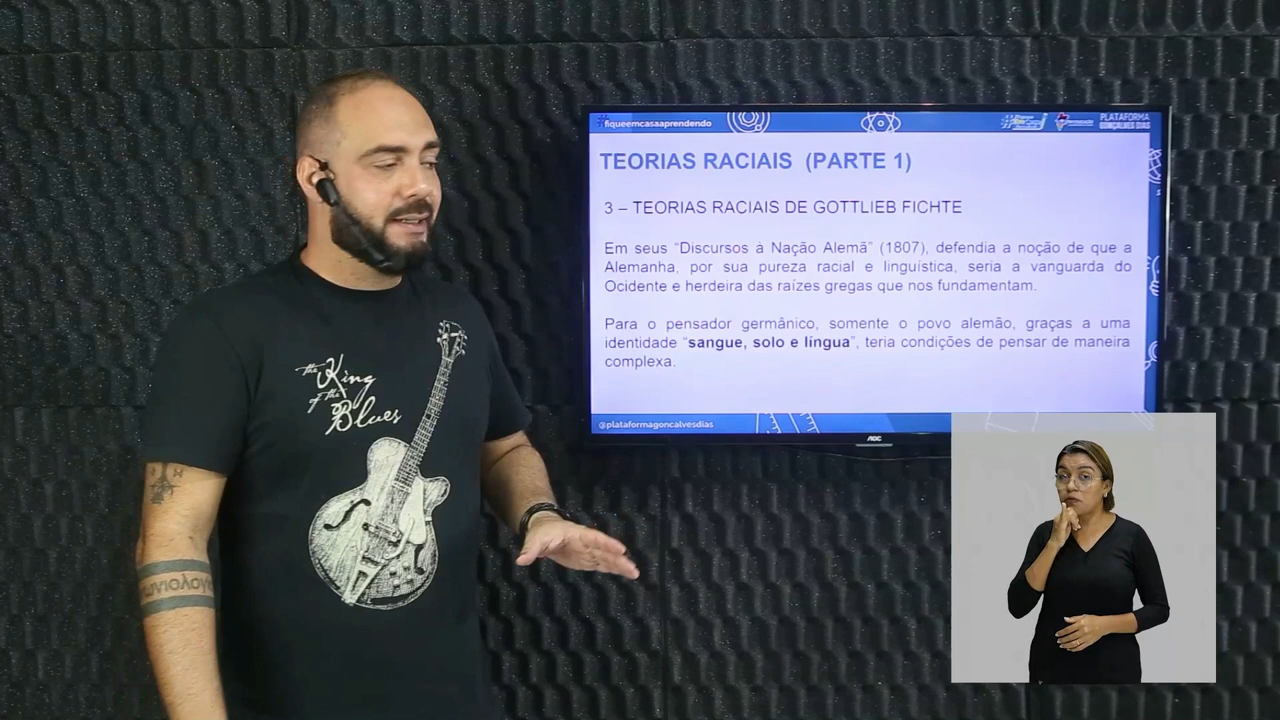 #fiqueemcasaaprendendo
PLATAFORMA
GONÇALVES DIAS
TEORIAS RACIAIS (PARTE 1)
3 – TEORIAS RACIAIS DE GOTTLIEB FICHTE
Em seus “Discursos à Nação Alemã” (1807), defendia a noção de que a
Alemanha, por sua pureza racial e linguística, seria a vanguarda do
Ocidente e herdeira das raízes gregas que nos fundamentam.
Para o pensador germânico, somente o povo alemão, graças a uma
identidade “sangue, solo e língua”, teria condições de pensar de maneira
complexa.
@plataformagoncalvesdias
AOC
the King
of the
Blues